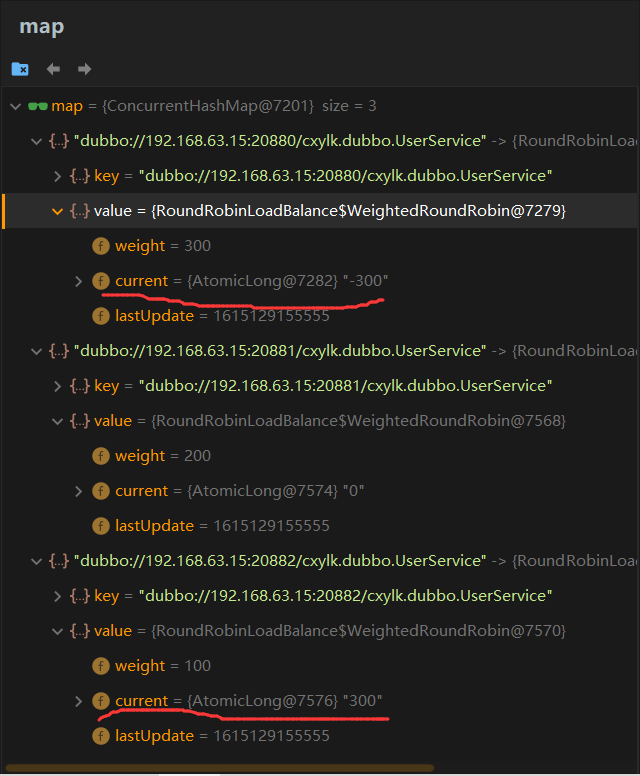 map
map = {ConcurrentHashMap@7201} size = 3
{...} "dubbo://192.168.63.15:20880/cxylk.dubbo.UserService" -> {RoundRobinLoad
{...} key = "dubbo://192.168.63.15:20880/cxylk.dubbo.UserService"
{...} value = {RoundRobinLoadBalance$WeightedRoundRobin@7279}
f weight = 300
f current = {AtomicLong@7282} "-300"
f lastUpdate = 1615129155555
{...} "dubbo://192.168.63.15:20881/cxylk.dubbo.UserService" -> {RoundRobinLoad
{...} key = "dubbo://192.168.63.15:20881/cxylk.dubbo.UserService"
{...} value = {RoundRobinLoadBalance$WeightedRoundRobin@7568}
f weight = 200
f current = {AtomicLong@7574} "0"
f lastUpdate = 1615129155555
{...} "dubbo://192.168.63.15:20882/cxylk.dubbo.UserService" -> {RoundRobinLoad
{...} key = "dubbo://192.168.63.15:20882/cxylk.dubbo.UserService"
{...} value = {RoundRobinLoadBalance$WeightedRoundRobin@7570}
f weight = 100
f current = {AtomicLong@7576} "300"
f lastUpdate = 1615129155555